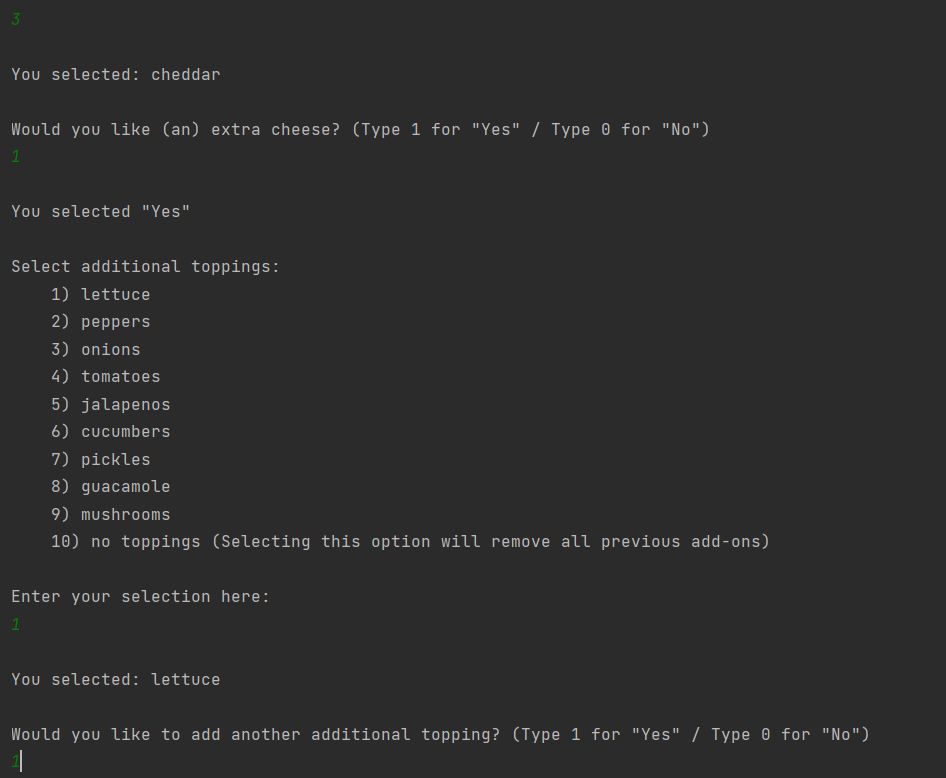 3
You selected: cheddar
Would you like (an) extra cheese? (Type 1 for "Yes" / Type 0 for "No")
1
You selected "Yes"
Select additional toppings:
1) lettuce
2) peppers
3) onions
4) tomatoes
5) jalapenos
6) cucumbers
7) pickles
8) guacamole
9) mushrooms
10) no toppings (Selecting this option will remove all previous add-ons)
Enter your selection here:
1
You selected: lettuce
Would you like to add another additional topping? (Type 1 for "Yes" / Type 0 for "No")
1